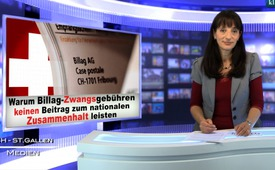 Billag AG
Case postale
CH-1701 Fribourg
Warum Billag-Zwangsgebühren
keinen Beitrag zum nationalen
Zusammenhalt leisten
H - ST.GALLEN
MEDIEN